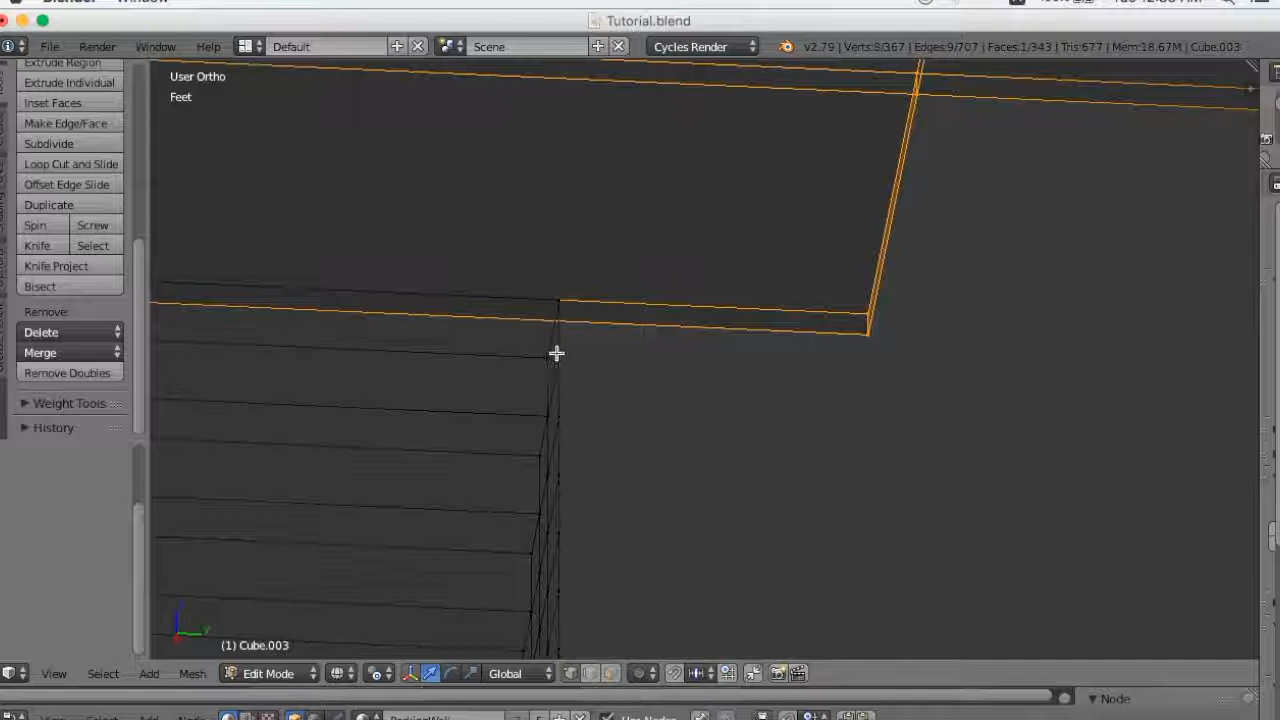 Blender Window
Tutorial.blend
File Render Window Help Default Scene Cycles Render v2.79 | Verts:8/367 | Edges:9/707 | Faces:1/343 | Tris:677 | Mem:18.67M | Cube.003
Extrude Region
Extrude Individual
Inset Faces
Make Edge/Face
Subdivide
Loop Cut and Slide
Offset Edge Slide
Duplicate
Spin Screw
Knife Select
Knife Project
Bisect
Remove:
Delete
Merge
Remove Doubles
Weight Tools
History
User Ortho
Feet
(1) Cube.003
View Select Add Mesh Edit Mode Global
Node